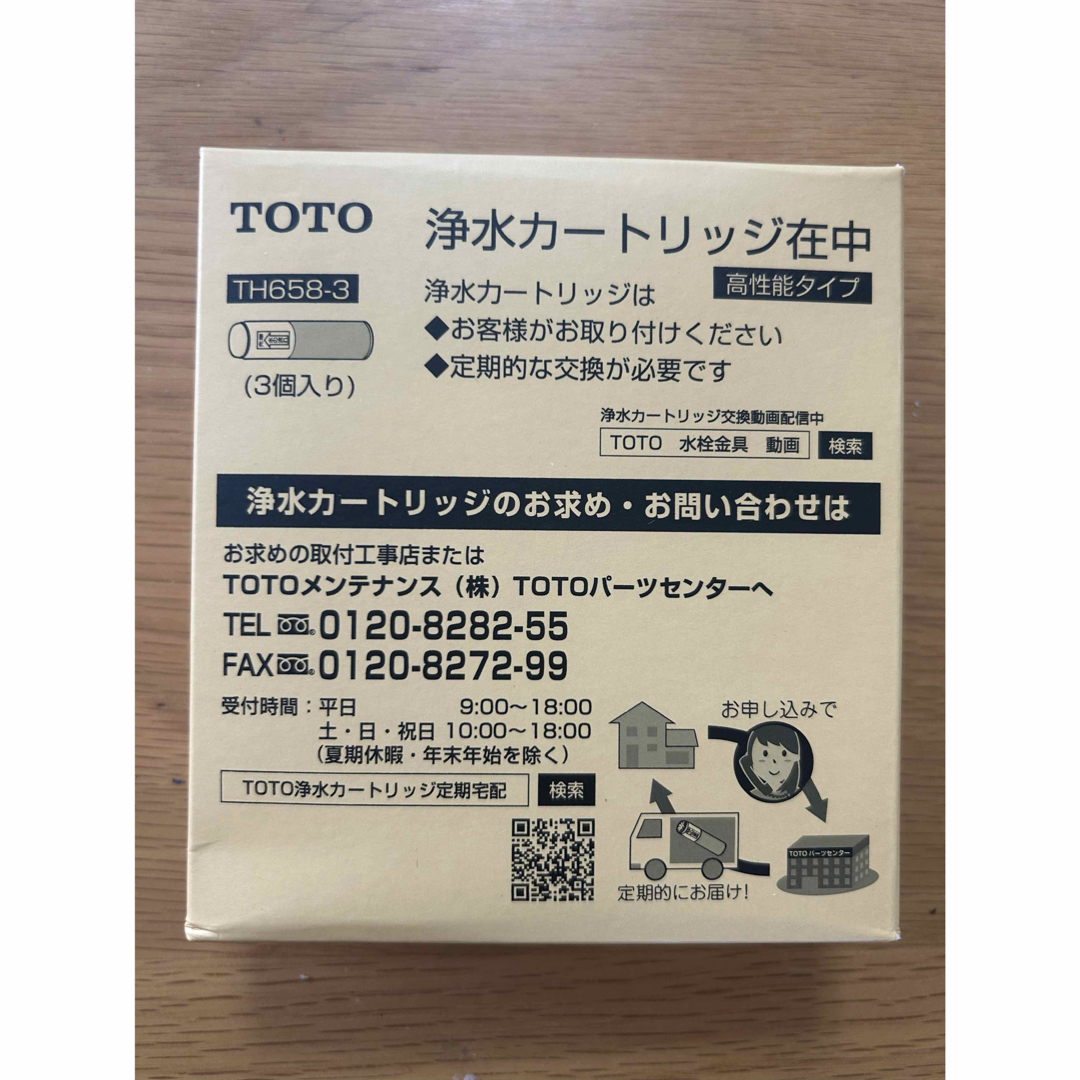 TOTO
浄水カートリッジ在中
TH658-3
高性能タイプ
(3個入り)
浄水カートリッジは
◆お客様がお取り付けください
◆定期的な交換が必要です
浄水カートリッジ交換動画配信中
TOTO 水栓金具 動画 検索
浄水カートリッジのお求め・お問い合わせは
お求めの取付工事店または
TOTOメンテナンス（株）TOTOパーツセンターへ
TEL 0120-8282-55
FAX 0120-8272-99
受付時間：平日 9:00～18:00
土・日・祝日 10:00～18:00
（夏期休暇・年末年始を除く）
TOTO浄水カートリッジ定期宅配 検索
お申し込みで
TOTO パーツセンター
定期的にお届け!